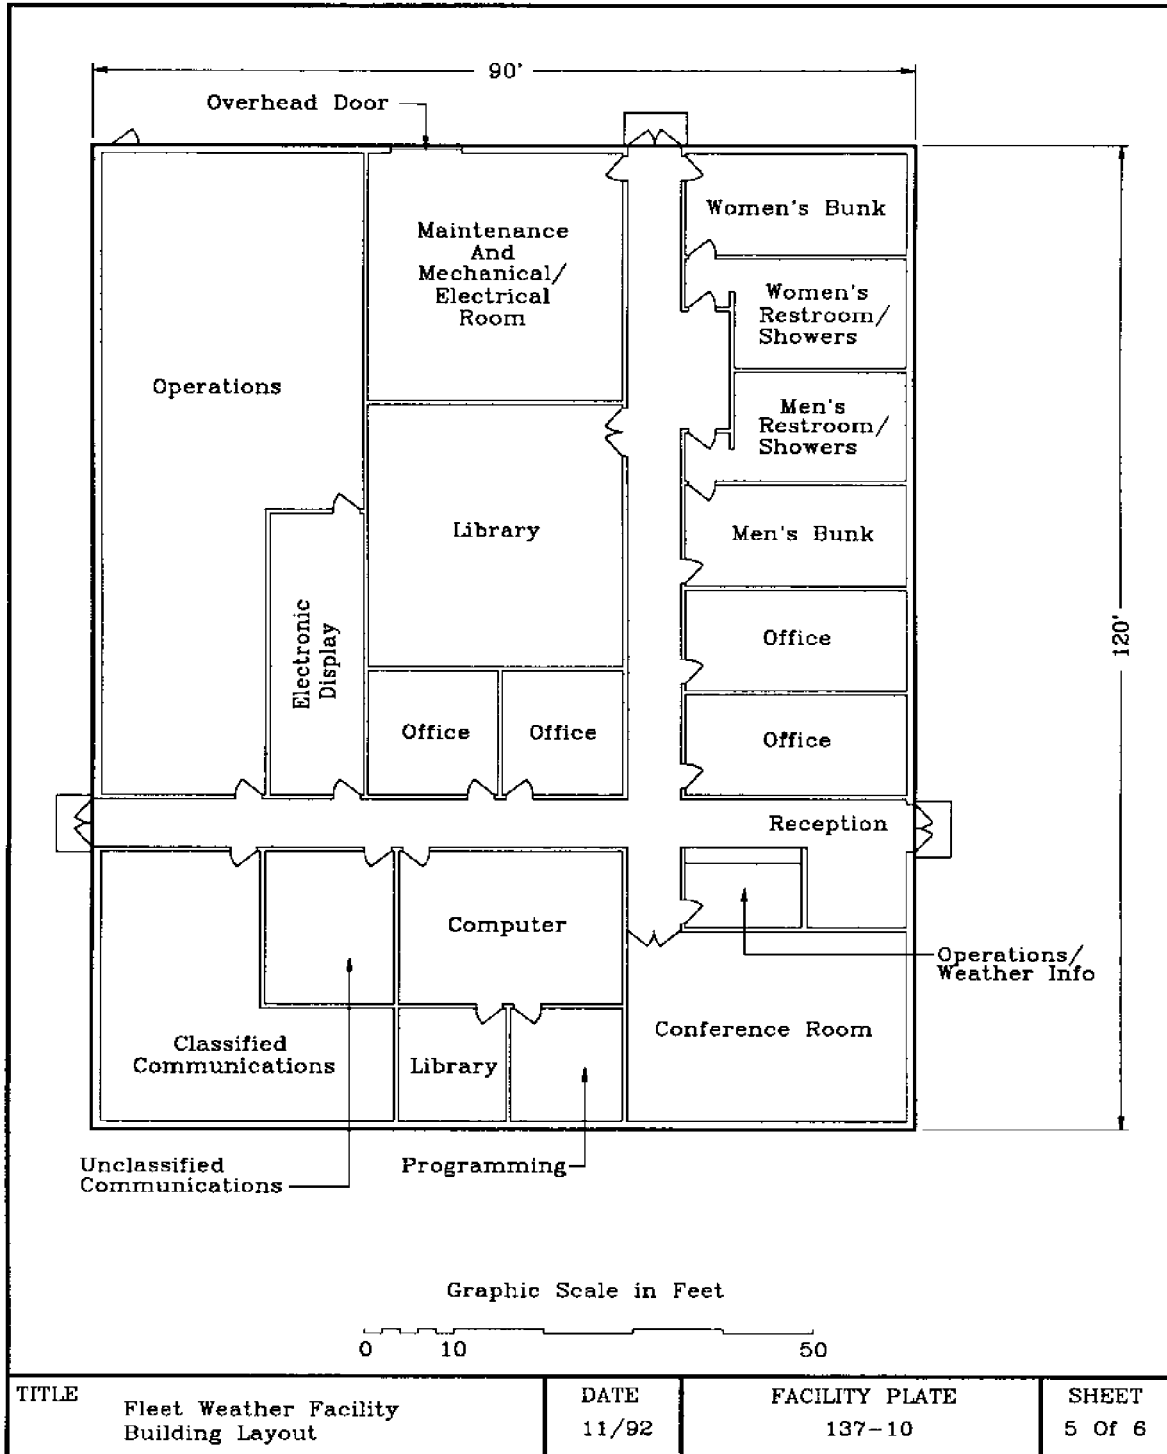 90'
Overhead Door
Women's Bunk
Maintenance
And
Mechanical/
Electrical
Room
Women's
Restroom/
Showers
Operations
Men's
Restroom/
Showers
Library
Men's Bunk
Electronic
Display
Office
120'
Office
Office
Office
Reception
Computer
Operations/
Weather Info
Conference Room
Classified
Communications
Library
Unclassified
Communications
Programming
Graphic Scale in Feet
0 10 50
TITLE
Fleet Weather Facility
Building Layout
DATE
11/92
FACILITY PLATE
137-10
SHEET
5 Of 6